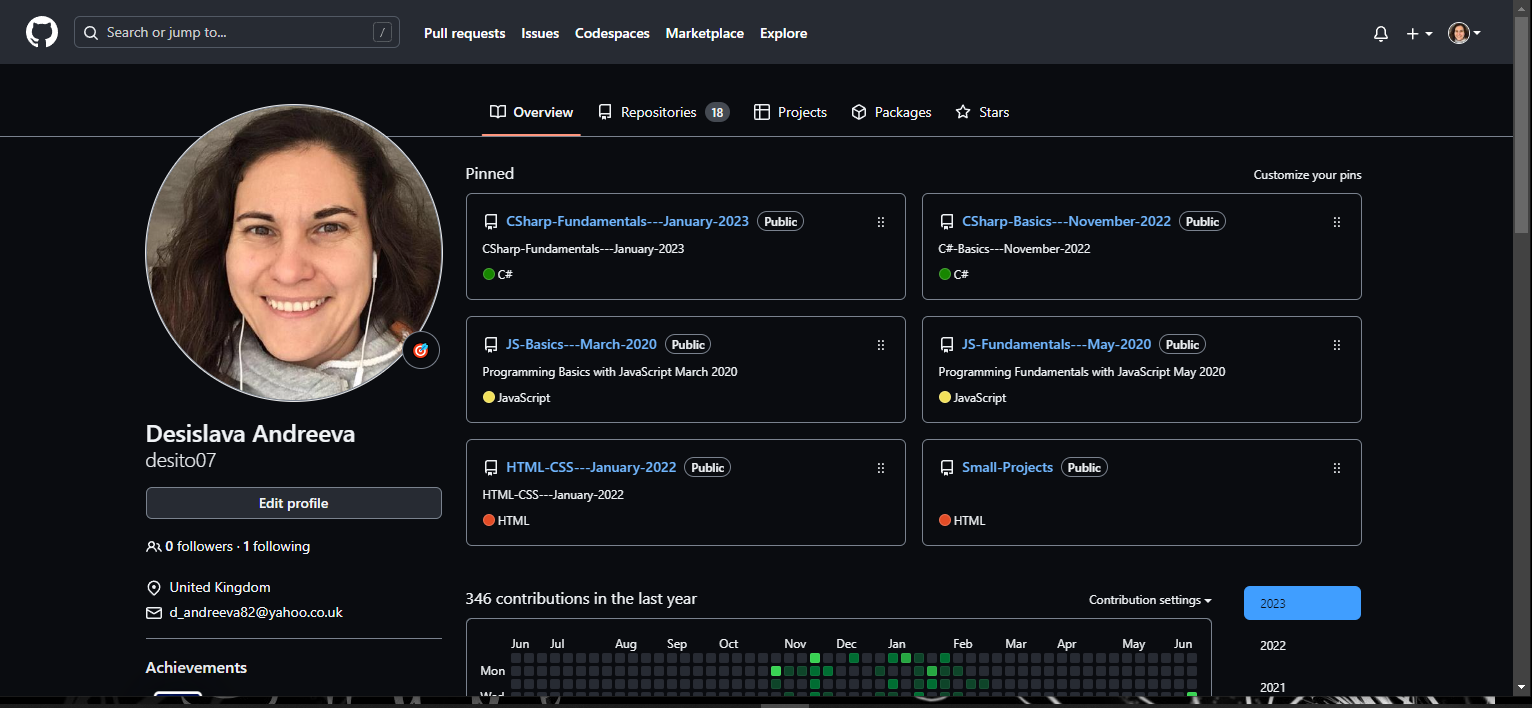 Search or jump to... /
Pull requests Issues Codespaces Marketplace Explore
Overview Repositories 18 Projects Packages Stars
Desislava Andreeva
desito07
Edit profile
0 followers · 1 following
United Kingdom
d_andreeva82@yahoo.co.uk
Achievements
Pinned
Customize your pins
CSharp-Fundamentals---January-2023 Public
CSharp-Fundamentals---January-2023
C#
CSharp-Basics---November-2022 Public
C#-Basics---November-2022
C#
JS-Basics---March-2020 Public
Programming Basics with JavaScript March 2020
JavaScript
JS-Fundamentals---May-2020 Public
Programming Fundamentals with JavaScript May 2020
JavaScript
HTML-CSS---January-2022 Public
HTML-CSS---January-2022
HTML
Small-Projects Public
HTML
346 contributions in the last year
Contribution settings
Jun Jul Aug Sep Oct Nov Dec Jan Feb Mar Apr May Jun
Mon
Wed
2023
2022
2021